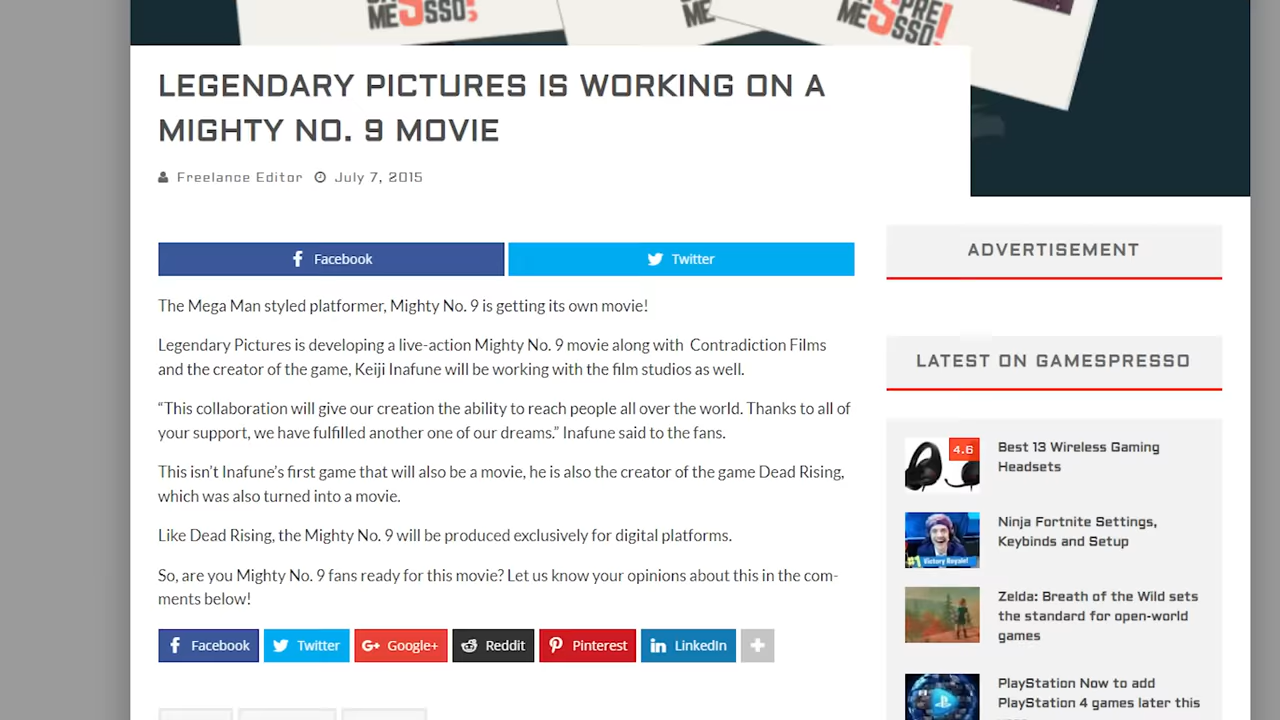 MES
SSO!
ME
MES
PRE
SSO!
LEGENDARY PICTURES IS WORKING ON A
MIGHTY NO. 9 MOVIE
Freelance Editor July 7, 2015
Facebook Twitter
ADVERTISEMENT
The Mega Man styled platformer, Mighty No. 9 is getting its own movie!
Legendary Pictures is developing a live-action Mighty No. 9 movie along with Contradiction Films
and the creator of the game, Keiji Inafune will be working with the film studios as well.
“This collaboration will give our creation the ability to reach people all over the world. Thanks to all of
your support, we have fulfilled another one of our dreams.” Inafune said to the fans.
This isn’t Inafune’s first game that will also be a movie, he is also the creator of the game Dead Rising,
which was also turned into a movie.
Like Dead Rising, the Mighty No. 9 will be produced exclusively for digital platforms.
So, are you Mighty No. 9 fans ready for this movie? Let us know your opinions about this in the com-
ments below!
Facebook Twitter Google+ Reddit Pinterest LinkedIn
LATEST ON GAMESPRESSO
4.6
Best 13 Wireless Gaming
Headsets
#1 Victory Royale!
Ninja Fortnite Settings,
Keybinds and Setup
Zelda: Breath of the Wild sets
the standard for open-world
games
PlayStation Now to add
PlayStation 4 games later this